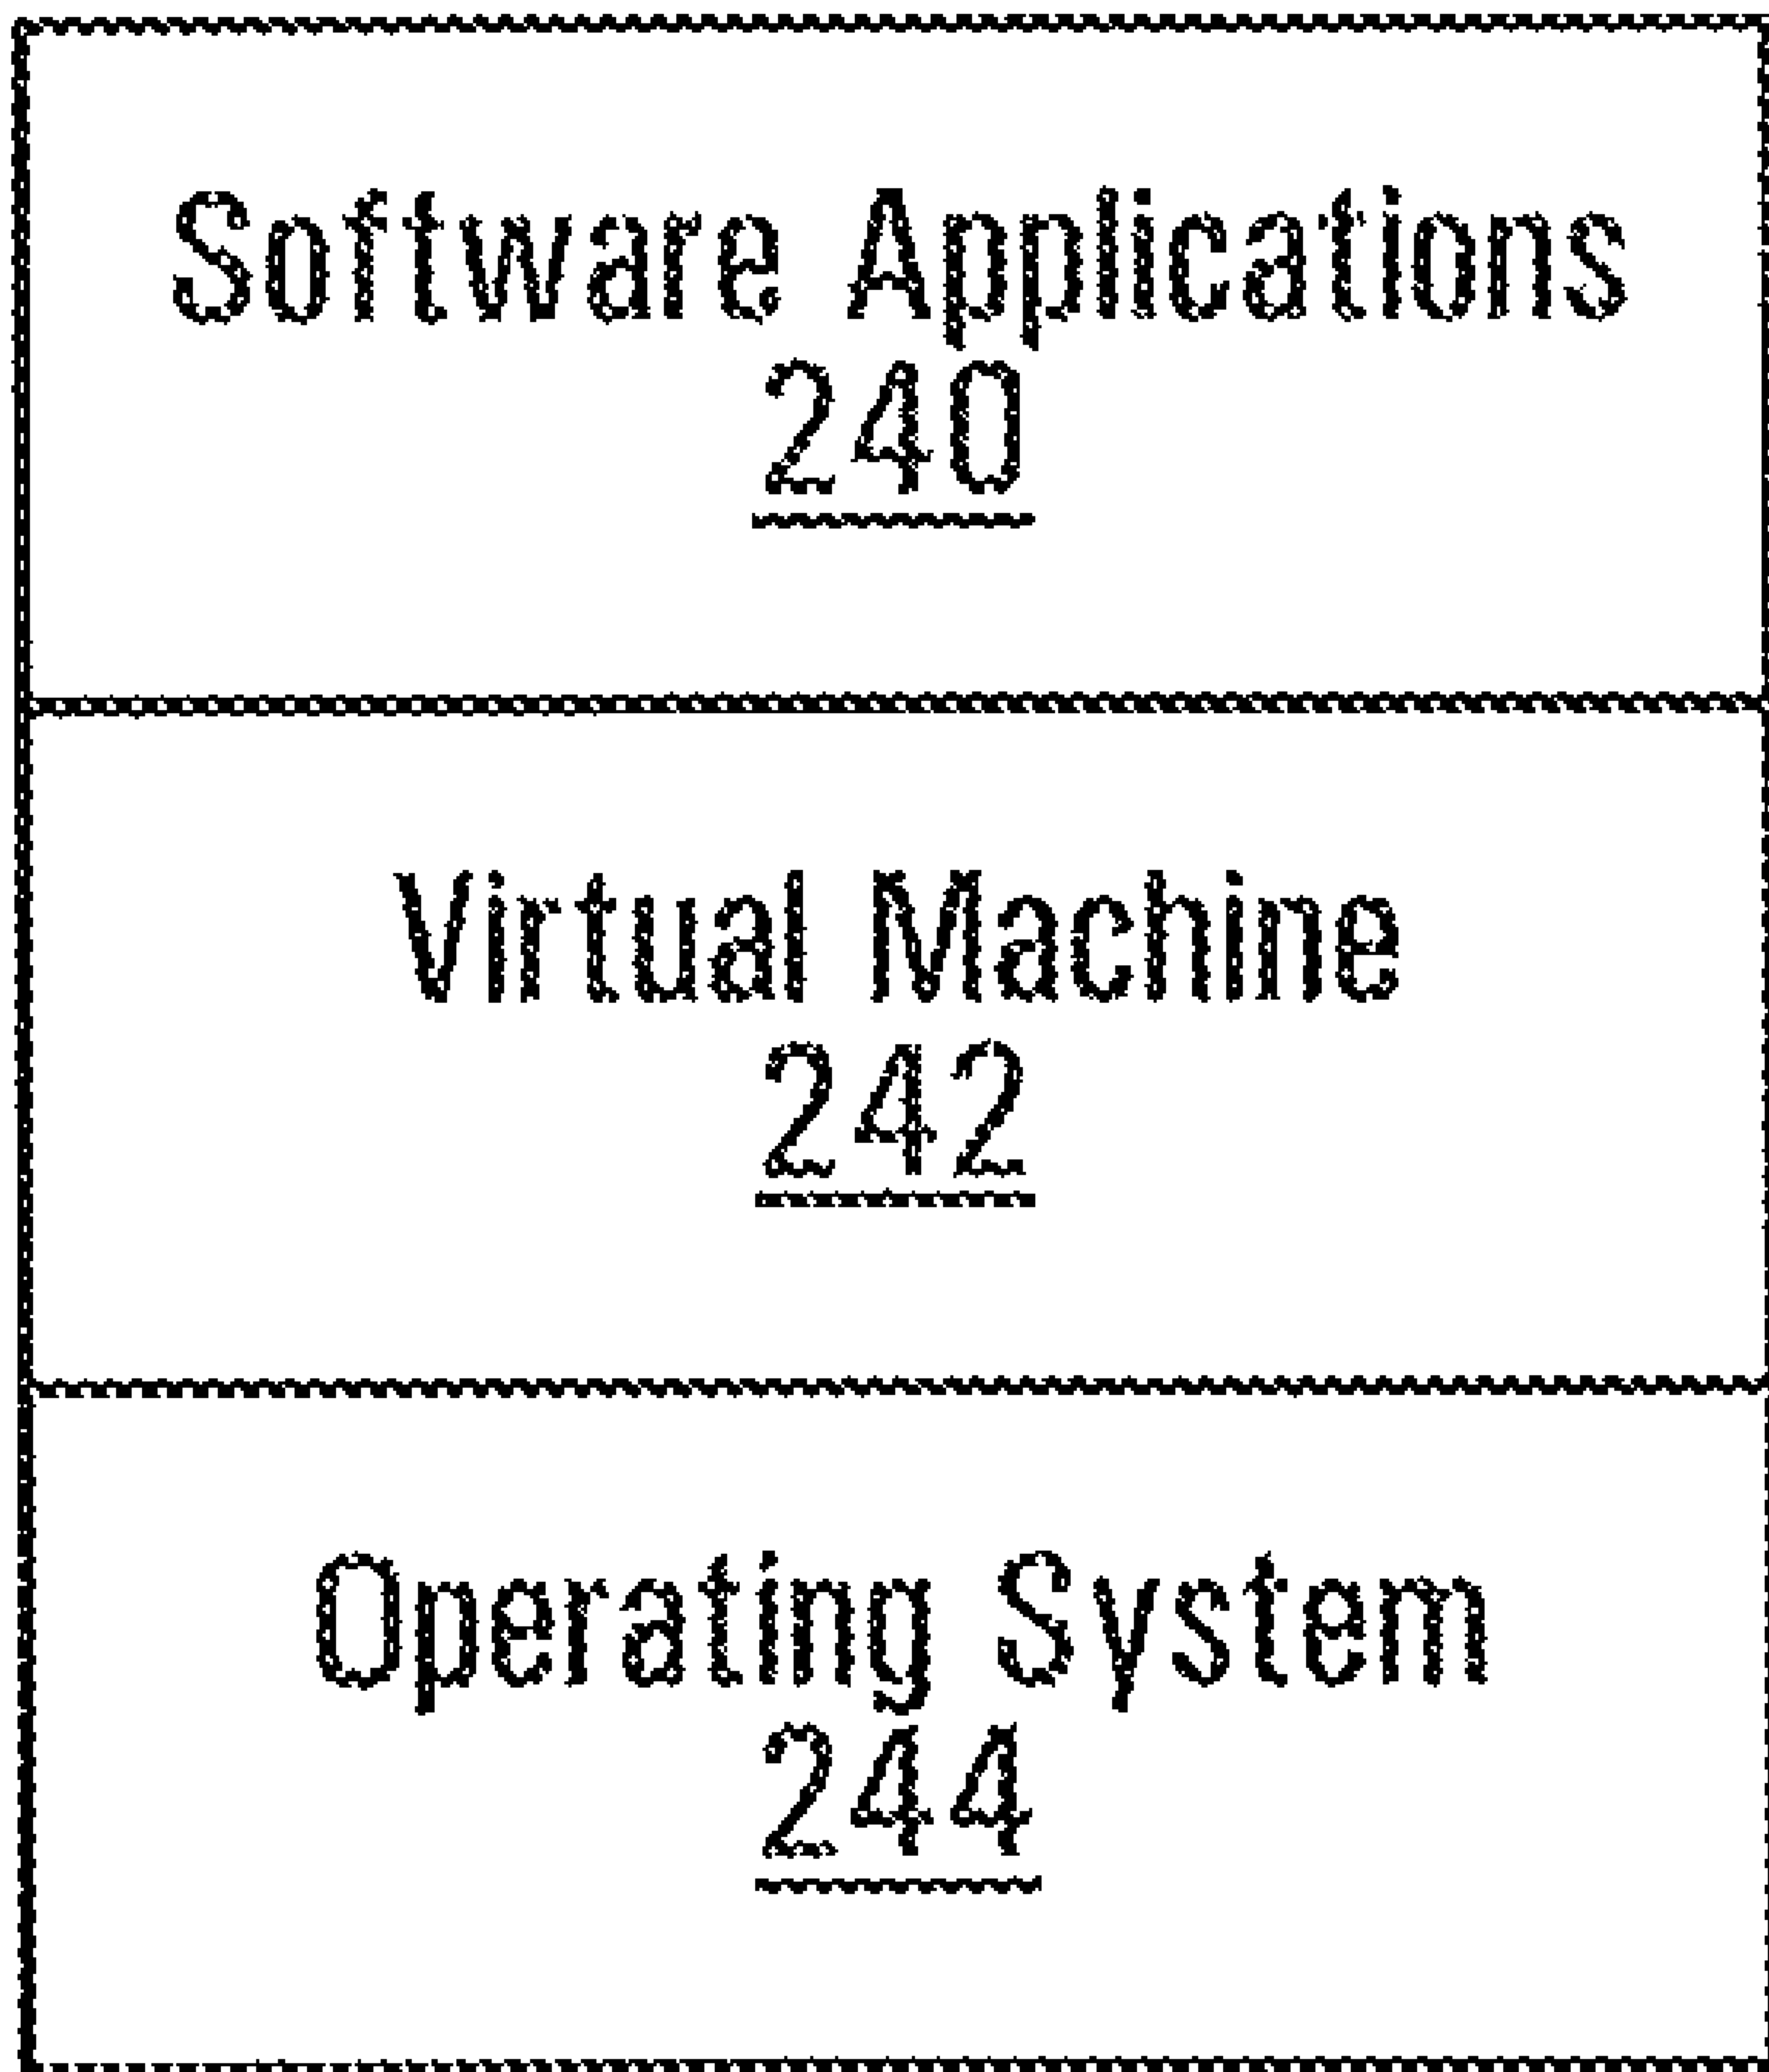 Software Applications
240
Virtual Machine
242
Operating System
244